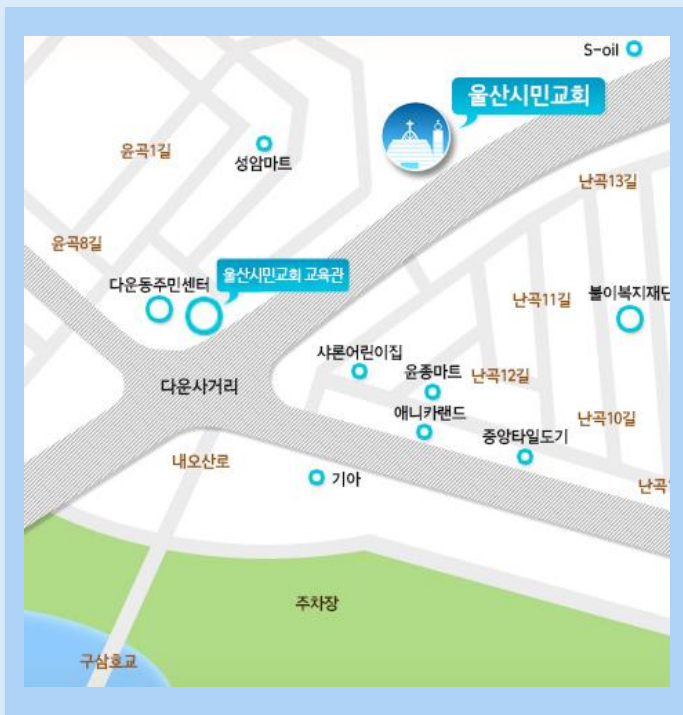 S-oil
울산시민교회
윤곡1길
성암마트
난곡13길
윤곡8길
다운동주민센터
울산시민교회 교육관
난곡11길
불이복지재단
샤론어린이집
윤종마트
난곡12길
다운사거리
애니카랜드
난곡10길
중앙타일도기
내오산로
기아
난곡
주차장
구삼호교